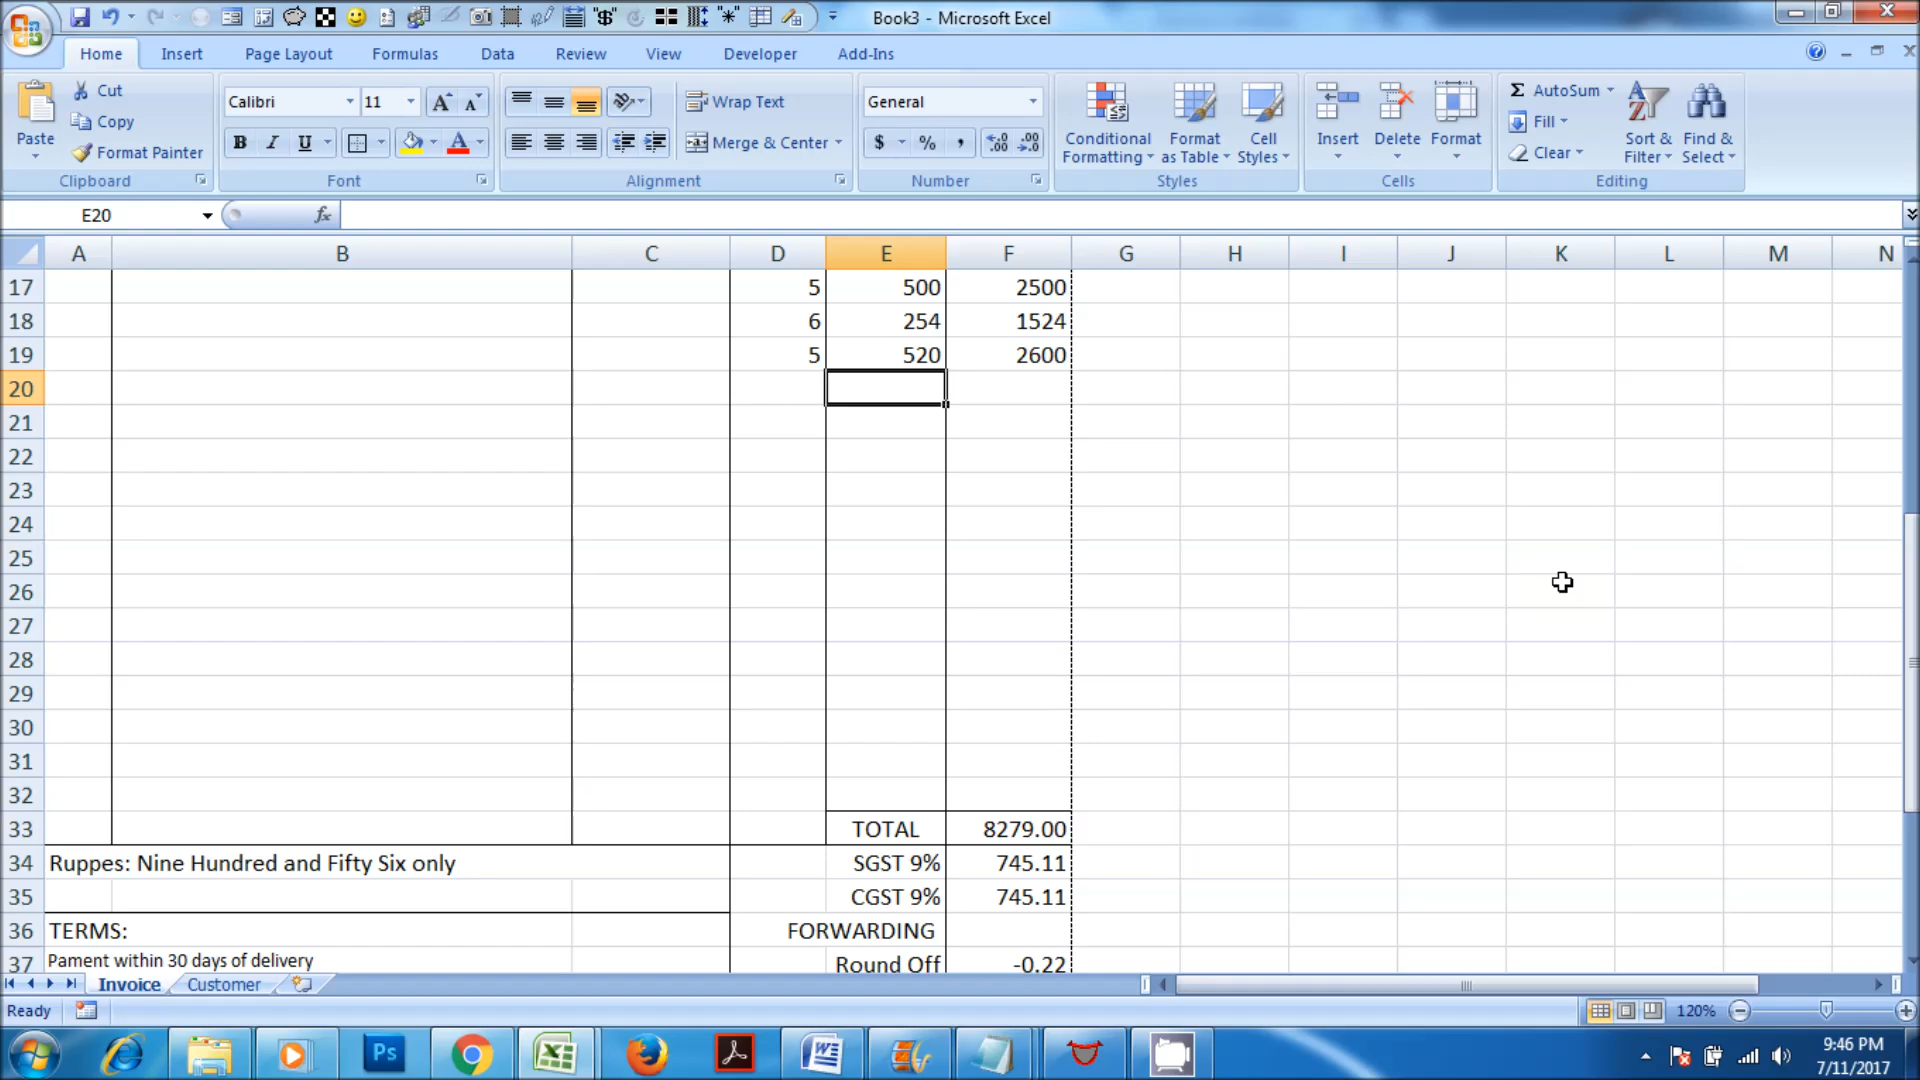 Book3 - Microsoft Excel
Home Insert Page Layout Formulas Data Review View Developer Add-Ins
Paste
Cut
Copy
Format Painter
Clipboard
Calibri 11
B I U
Font
Wrap Text
Merge & Center
Alignment
General
$ % ,
Number
Conditional Formatting
Format as Table
Cell Styles
Styles
Insert
Delete
Format
Cells
Σ AutoSum
Fill
Clear
Sort & Filter
Find & Select
Editing
E20 fx
A B C D E F G H I J K L M N
17 5 500 2500
18 6 254 1524
19 5 520 2600
20
21
22
23
24
25
26
27
28
29
30
31
32
33 TOTAL 8279.00
34 Ruppes: Nine Hundred and Fifty Six only SGST 9% 745.11
35 CGST 9% 745.11
36 TERMS: FORWARDING
37 Pament within 30 days of delivery Round Off -0.22
Invoice Customer
Ready 120%
Ps
9:46 PM
7/11/2017